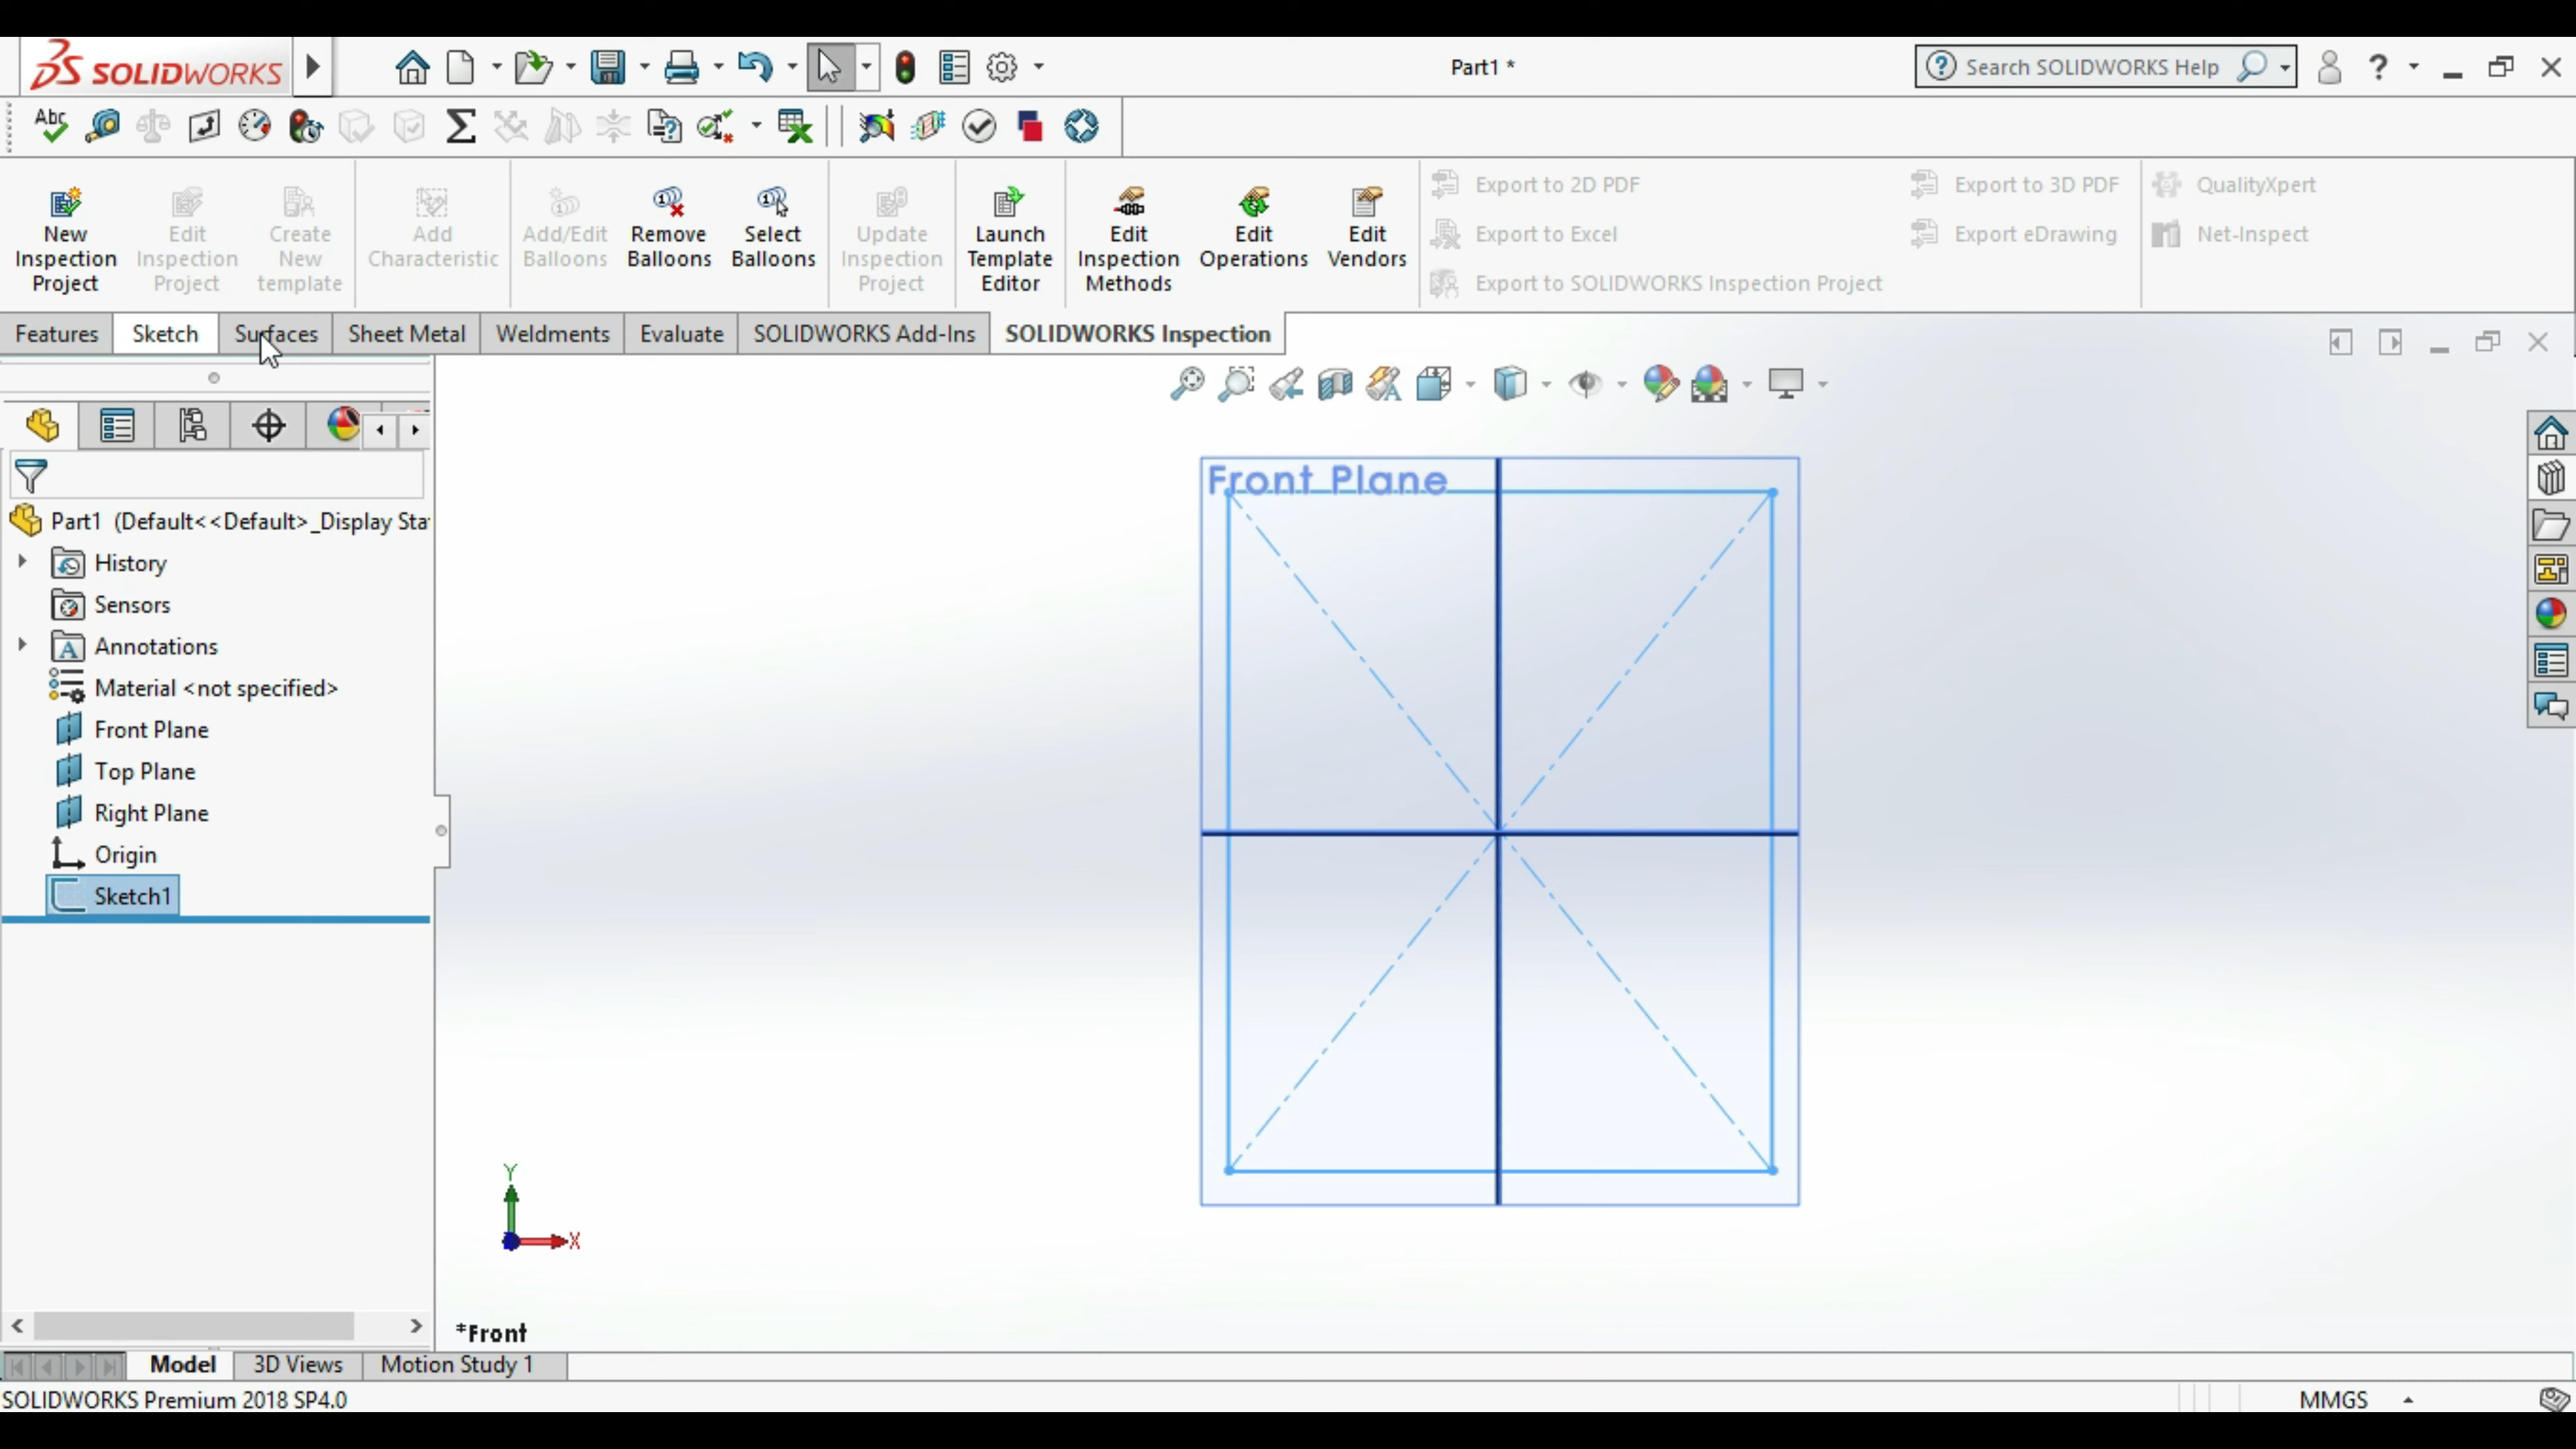 SOLIDWORKS
Part1 *
Search SOLIDWORKS Help
Abc
New Inspection Project
Edit Inspection Project
Create New template
Add Characteristic
Add/Edit Balloons
Remove Balloons
Select Balloons
Update Inspection Project
Launch Template Editor
Edit Inspection Methods
Edit Operations
Edit Vendors
Export to 2D PDF
Export to Excel
Export to SOLIDWORKS Inspection Project
Export to 3D PDF
Export eDrawing
QualityXpert
Net-Inspect
Features
Sketch
Surfaces
Sheet Metal
Weldments
Evaluate
SOLIDWORKS Add-Ins
SOLIDWORKS Inspection
Part1 (Default<<Default>_Display Sta
History
Sensors
Annotations
Material <not specified>
Front Plane
Top Plane
Right Plane
Origin
Sketch1
Front Plane
Y
X
*Front
Model
3D Views
Motion Study 1
SOLIDWORKS Premium 2018 SP4.0
MMGS